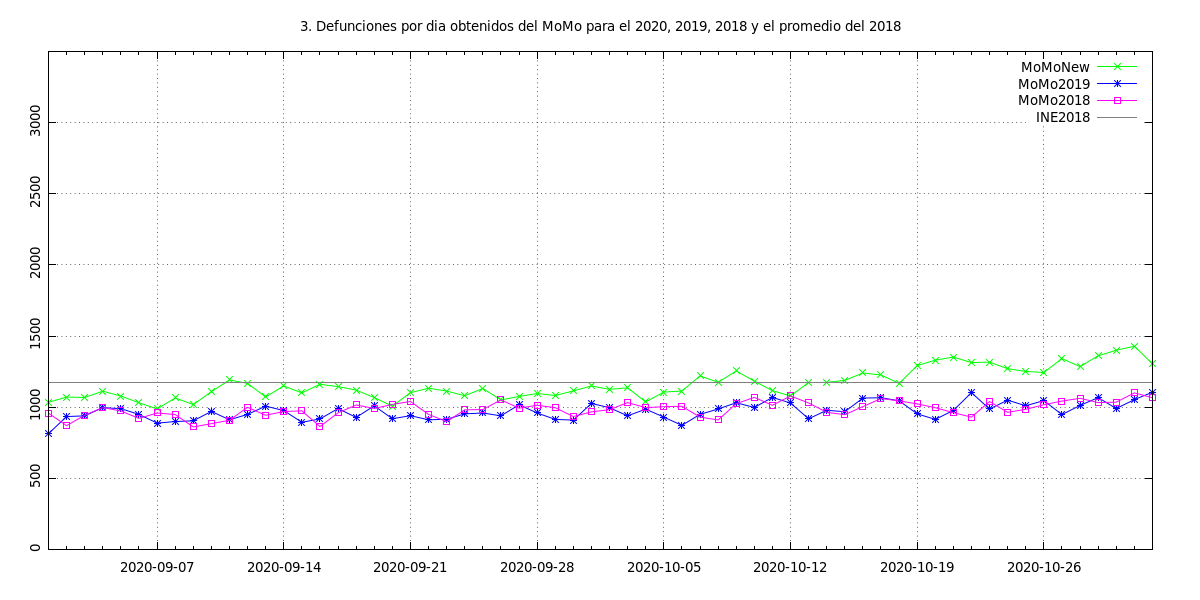 3. Defunciones por dia obtenidos del MoMo para el 2020, 2019, 2018 y el promedio del 2018
MoMoNew
MoMo2019
MoMo2018
INE2018
3000
2500
2000
1500
1000
500
0
2020-09-07 2020-09-14 2020-09-21 2020-09-28 2020-10-05 2020-10-12 2020-10-19 2020-10-26